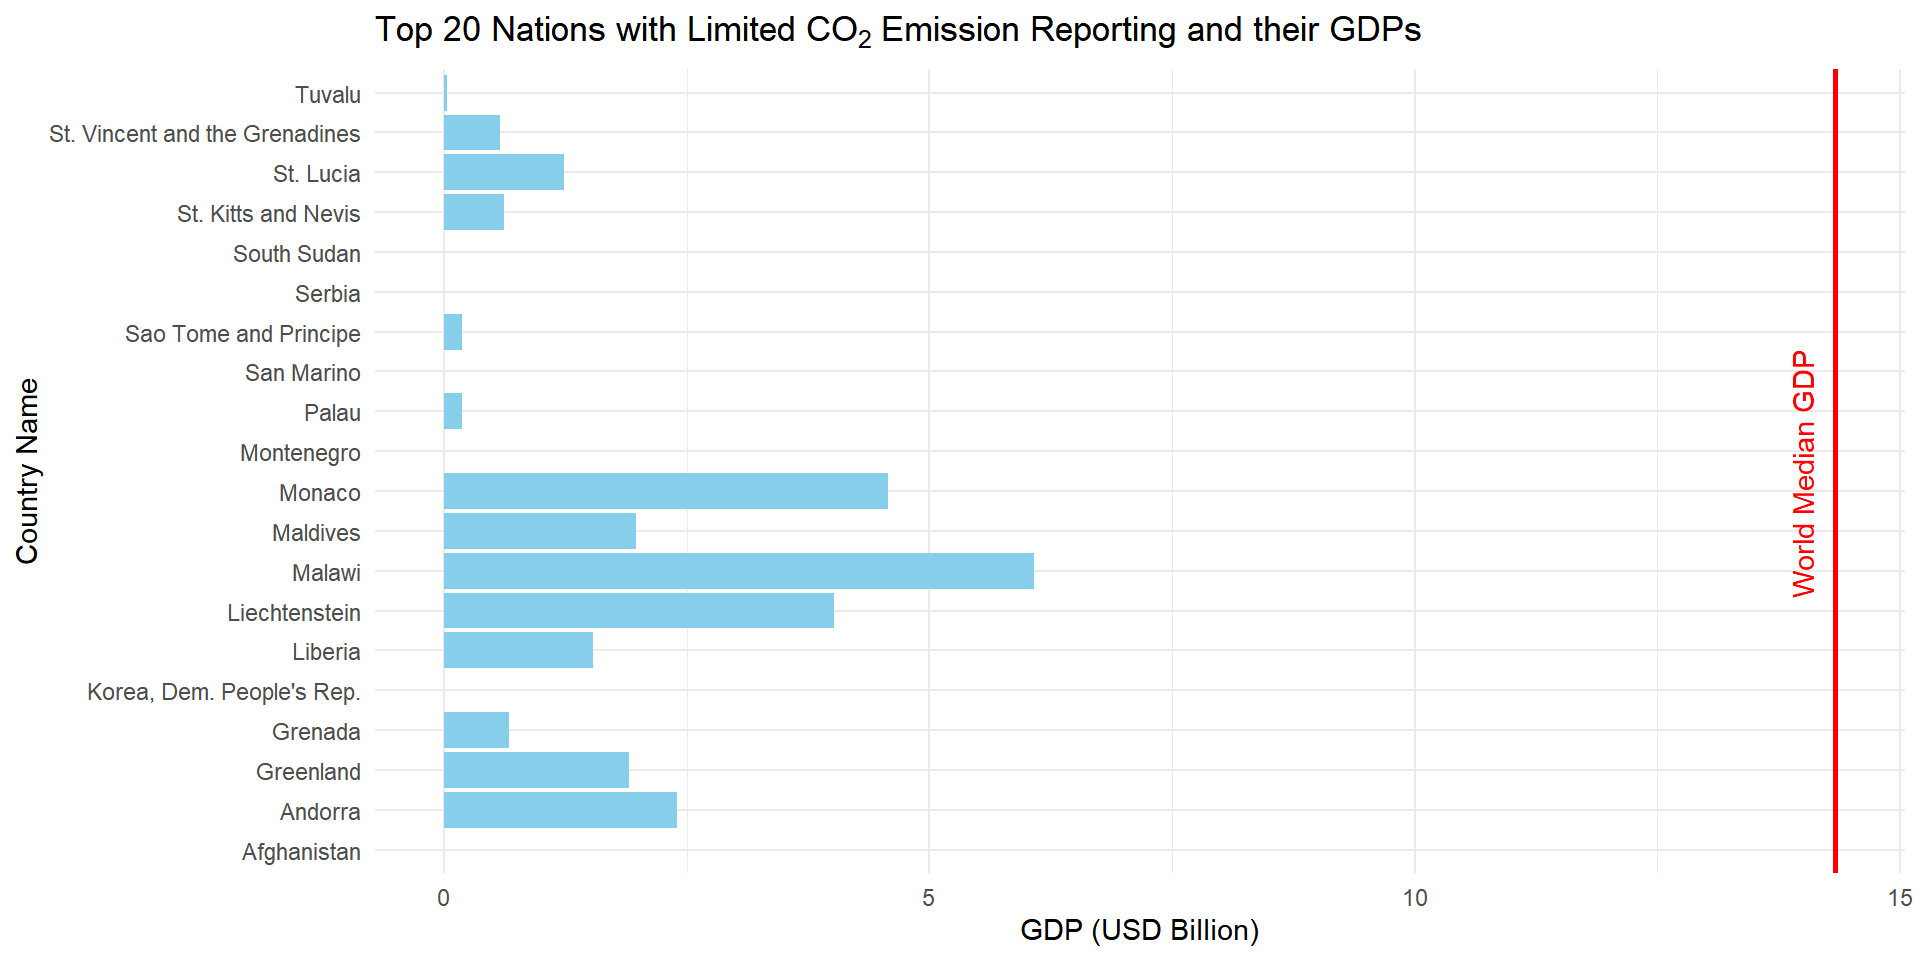 Top 20 Nations with Limited CO₂ Emission Reporting and their GDPs
Country Name
Tuvalu
St. Vincent and the Grenadines
St. Lucia
St. Kitts and Nevis
South Sudan
Serbia
Sao Tome and Principe
San Marino
Palau
Montenegro
Monaco
Maldives
Malawi
Liechtenstein
Liberia
Korea, Dem. People's Rep.
Grenada
Greenland
Andorra
Afghanistan
World Median GDP
0 5 10 15
GDP (USD Billion)